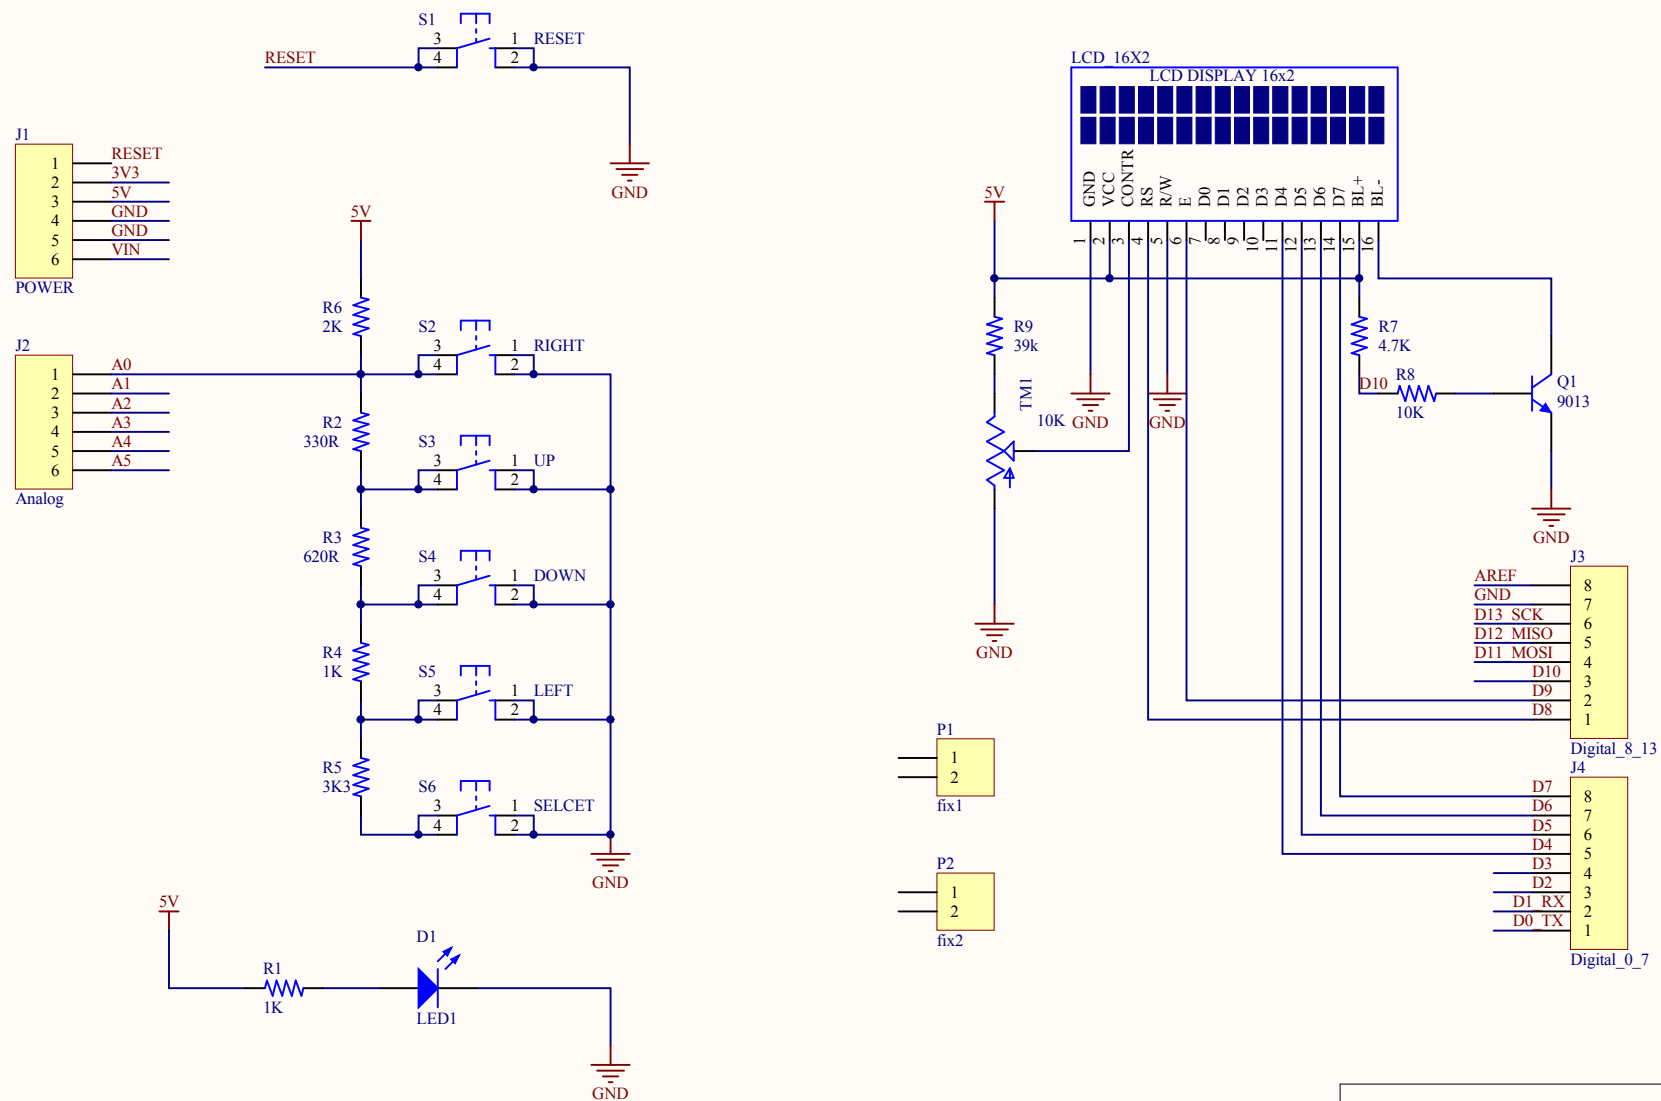 S1
3
4
1
2
RESET
RESET
GND
J1
1 RESET
2 3V3
3 5V
4 GND
5 GND
6 VIN
POWER
J2
1 A0
2 A1
3 A2
4 A3
5 A4
6 A5
Analog
5V
R6
2K
S2
3
4
1
2
RIGHT
R2
330R
S3
3
4
1
2
UP
R3
620R
S4
3
4
1
2
DOWN
R4
1K
S5
3
4
1
2
LEFT
R5
3K3
S6
3
4
1
2
SELCET
GND
5V
R1
1K
D1
LED1
GND
LCD_16X2
LCD DISPLAY 16x2
GND
VCC
CONTR
RS
R/W
E
D0
D1
D2
D3
D4
D5
D6
D7
BL+
BL-
1
2
3
4
5
6
7
8
9
10
11
12
13
14
15
16
5V
R9
39k
TM1
10K
GND
GND
GND
R7
4.7K
D10
R8
10K
Q1
9013
GND
J3
AREF 8
GND 7
D13_SCK 6
D12_MISO 5
D11_MOSI 4
D10 3
D9 2
D8 1
Digital_8_13
J4
D7 8
D6 7
D5 6
D4 5
D3 4
D2 3
D1_RX 2
D0_TX 1
Digital_0_7
P1
1
2
fix1
P2
1
2
fix2